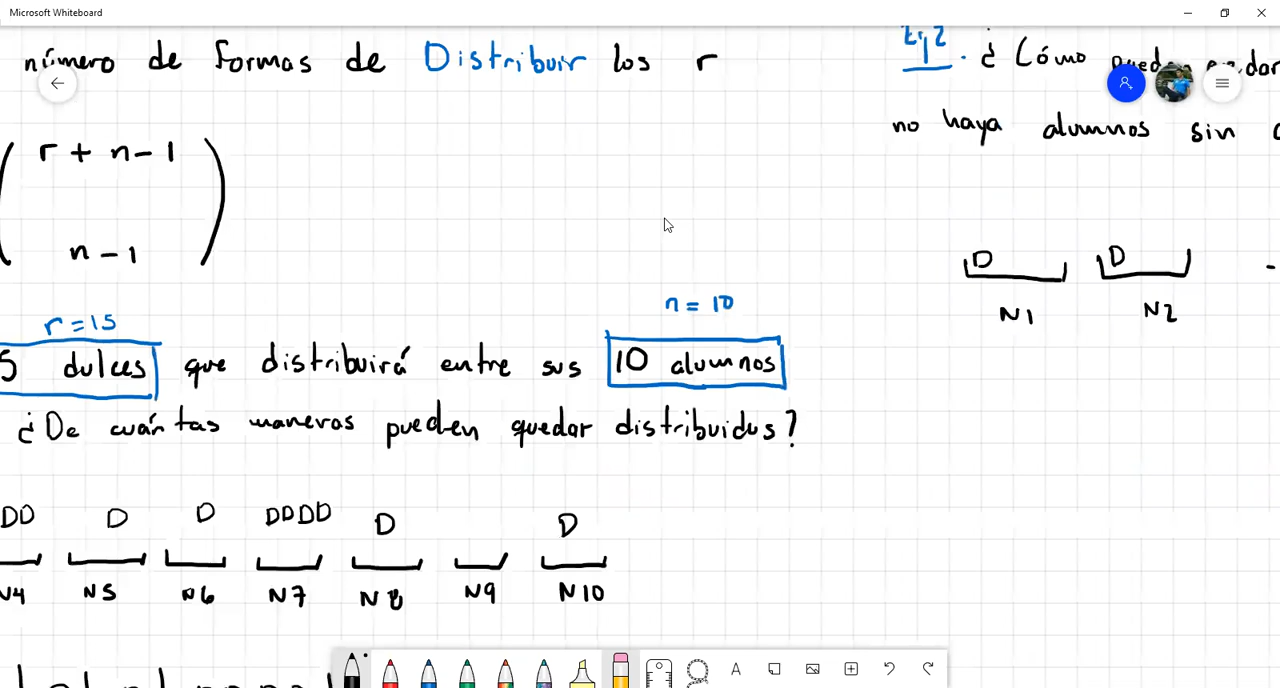 Microsoft Whiteboard
número de formas de Distribuir los r
r + n - 1
n - 1
r = 15
n = 10
5 dulces que distribuirá entre sus 10 alumnos
¿De cuántas maneras pueden quedar distribuidos?
DD D D DDDD D D
N4 N5 N6 N7 N8 N9 N10
Ej 2. ¿Cómo
no haya alumnos sin
D D
N1 N2